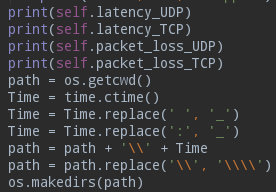 print(self.latency_UDP)
print(self.latency_TCP)
print(self.packet_loss_UDP)
print(self.packet_loss_TCP)
path = os.getcwd()
Time = time.ctime()
Time = Time.replace(' ', '_')
Time = Time.replace(':', '_')
path = path + '\\' + Time
path = path.replace('\\', '\\\\')
os.makedirs(path)